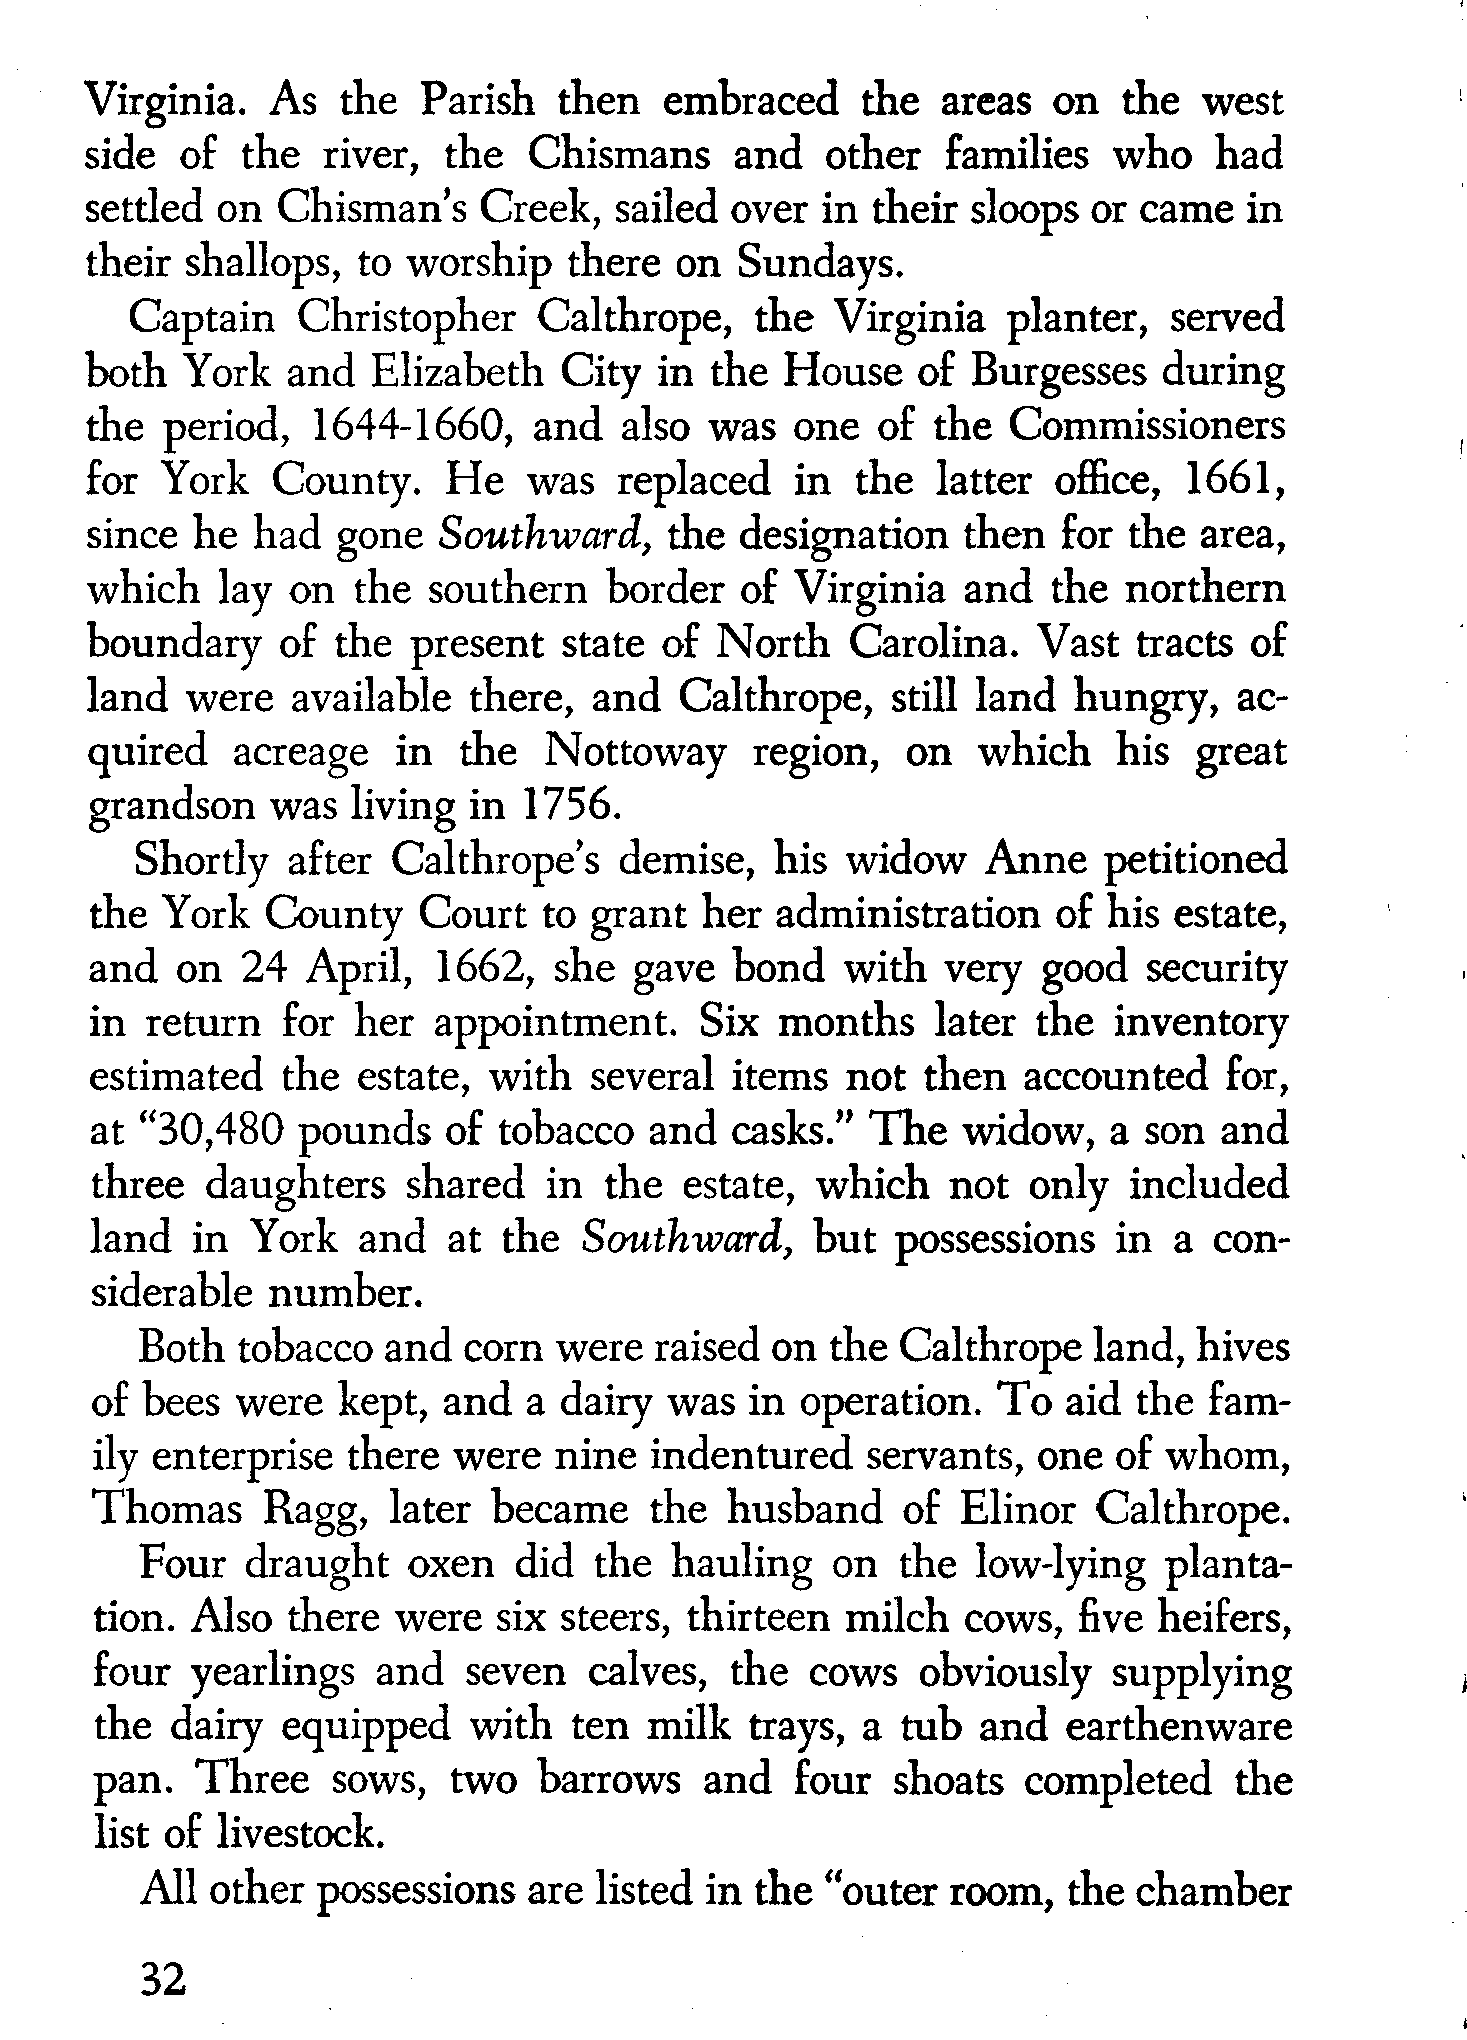 Virginia. As the Parish then embraced the areas on the west
side of the river, the Chismans and other families who had
settled on Chisman's Creek, sailed over in their sloops or came in
their shallops, to worship there on Sundays.
Captain Christopher Calthrope, the Virginia planter, served
both York and Elizabeth City in the House of Burgesses during
the period, 1644-1660, and also was one of the Commissioners
for York County. He was replaced in the latter office, 1661,
since he had gone Southward, the designation then for the area,
which lay on the southern border of Virginia and the northern
boundary of the present state of North Carolina. Vast tracts of
land were available there, and Calthrope, still land hungry, ac-
quired acreage in the Nottoway region, on which his great
grandson was living in 1756.
Shortly after Calthrope's demise, his widow Anne petitioned
the York County Court to grant her administration of his estate,
and on 24 April, 1662, she gave bond with very good security
in return for her appointment. Six months later the inventory
estimated the estate, with several items not then accounted for,
at "30,480 pounds of tobacco and casks." The widow, a son and
three daughters shared in the estate, which not only included
land in York and at the Southward, but possessions in a con-
siderable number.
Both tobacco and corn were raised on the Calthrope land, hives
of bees were kept, and a dairy was in operation. To aid the fam-
ily enterprise there were nine indentured servants, one of whom,
Thomas Ragg, later became the husband of Elinor Calthrope.
Four draught oxen did the hauling on the low-lying planta-
tion. Also there were six steers, thirteen milch cows, five heifers,
four yearlings and seven calves, the cows obviously supplying
the dairy equipped with ten milk trays, a tub and earthenware
pan. Three sows, two barrows and four shoats completed the
list of livestock.
All other possessions are listed in the "outer room, the chamber
32